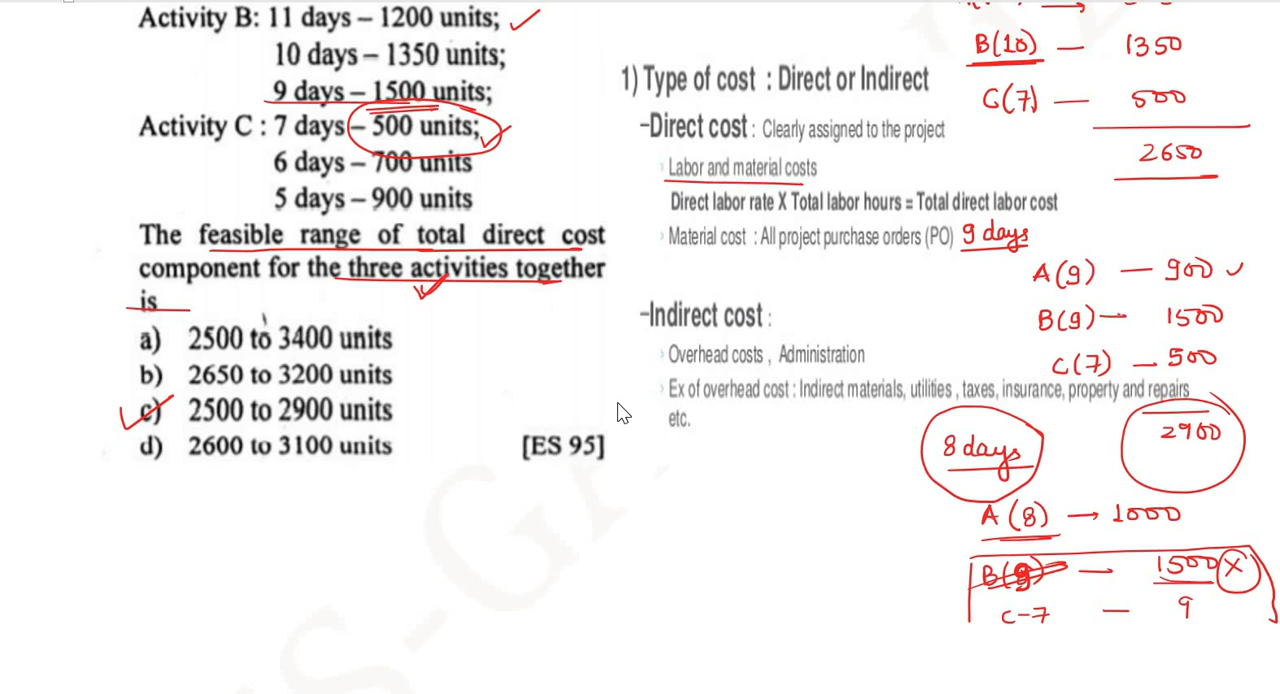 Activity B: 11 days – 1200 units;
10 days – 1350 units;
9 days – 1500 units;
Activity C : 7 days – 500 units;
6 days – 700 units
5 days – 900 units
The feasible range of total direct cost
component for the three activities together
is
a) 2500 to 3400 units
b) 2650 to 3200 units
c) 2500 to 2900 units
d) 2600 to 3100 units [ES 95]
1) Type of cost : Direct or Indirect
–Direct cost : Clearly assigned to the project
Labor and material costs
Direct labor rate X Total labor hours = Total direct labor cost
Material cost : All project purchase orders (PO)
–Indirect cost :
Overhead costs , Administration
Ex of overhead cost : Indirect materials, utilities , taxes, insurance, property and repairs
etc.
B(10) — 1350
C(7) — 500
2650
9 days
A(9) — 900
B(9) — 1500
C(7) — 500
2900
8 days
A(8) → 1000
B(9) — 1500 X
C-7 — 9